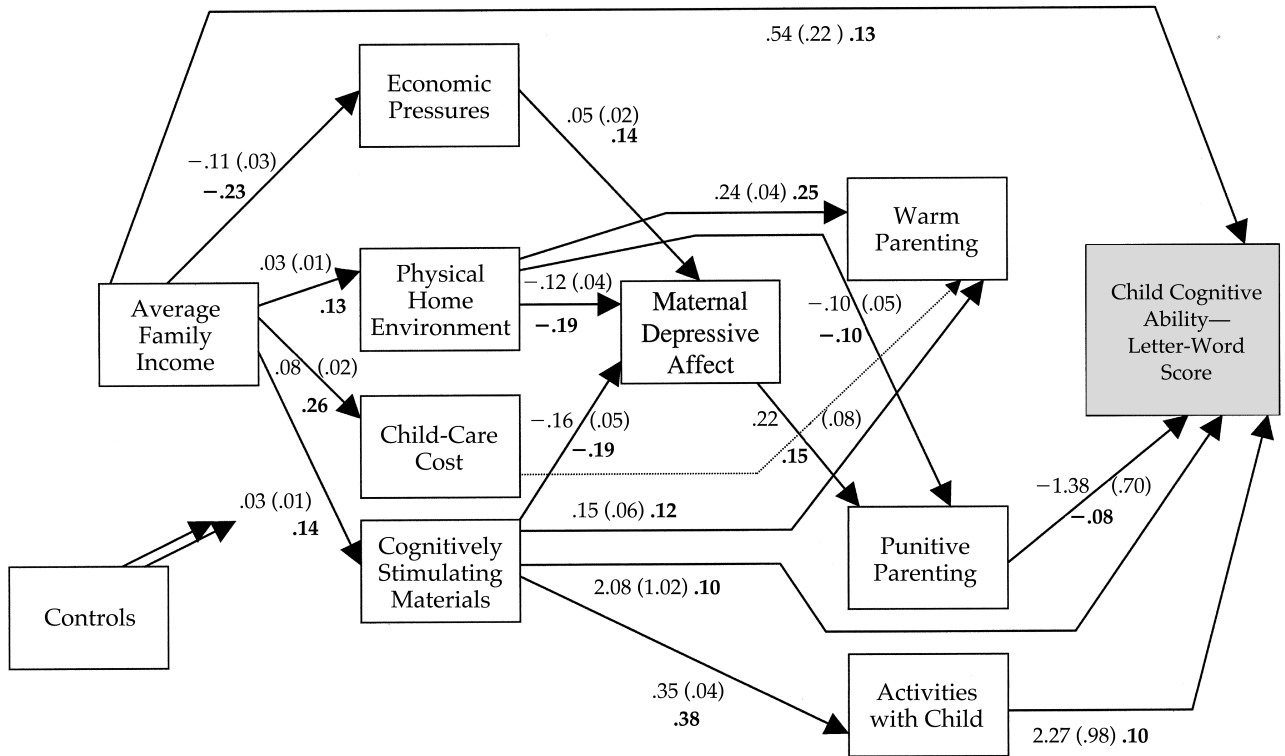 .54 (.22 ) .13
Economic
Pressures
.05 (.02)
.14
−.11 (.03)
−.23
.24 (.04) .25
Warm
Parenting
.03 (.01)
.13
Physical
Home
Environment
−.12 (.04)
−.19
Maternal
Depressive
Affect
−.10 (.05)
−.10
Child Cognitive
Ability—
Letter-Word
Score
Average
Family
Income
.08 (.02)
.26
Child-Care
Cost
−.16 (.05)
−.19
.22 (.08)
.15
.03 (.01)
.14
Cognitively
Stimulating
Materials
.15 (.06) .12
2.08 (1.02) .10
Punitive
Parenting
−1.38 (.70)
−.08
Controls
.35 (.04)
.38
Activities
with Child
2.27 (.98) .10